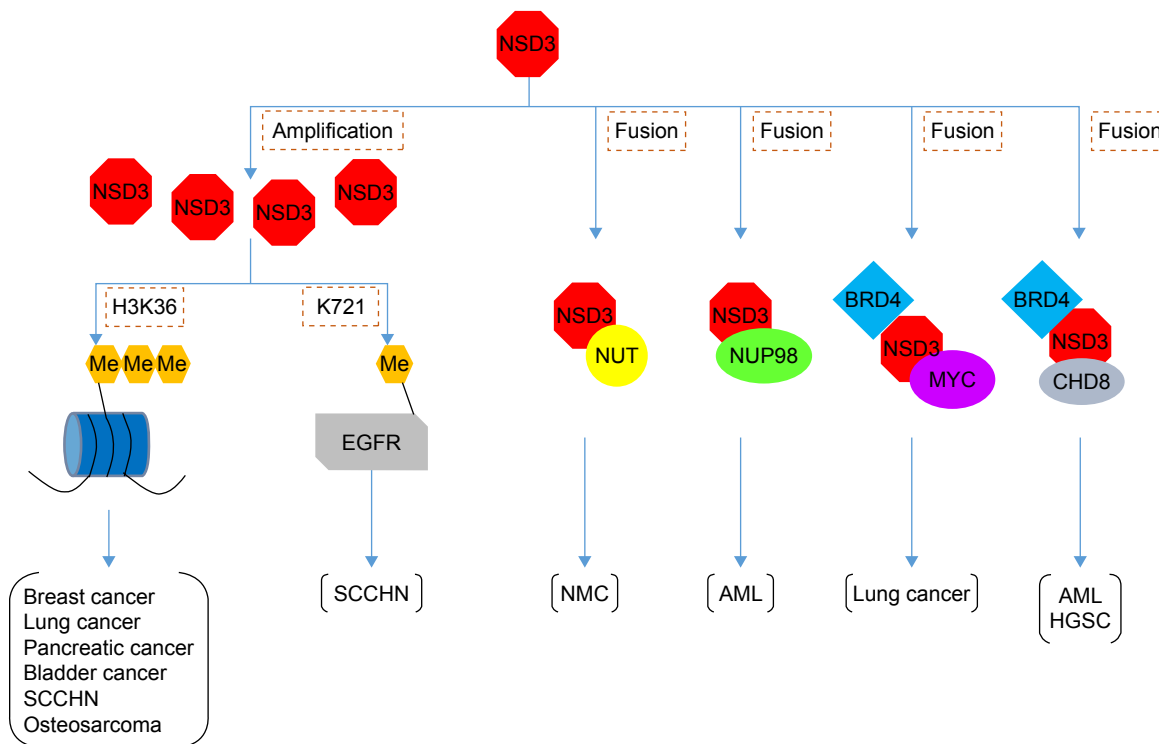 NSD3
Amplification
Fusion
Fusion
Fusion
Fusion
NSD3
NSD3
NSD3
NSD3
H3K36
K721
Me
Me
Me
Me
EGFR
NSD3
NUT
NSD3
NUP98
BRD4
NSD3
MYC
BRD4
NSD3
CHD8
Breast cancer
Lung cancer
Pancreatic cancer
Bladder cancer
SCCHN
Osteosarcoma
SCCHN
NMC
AML
Lung cancer
AML
HGSC